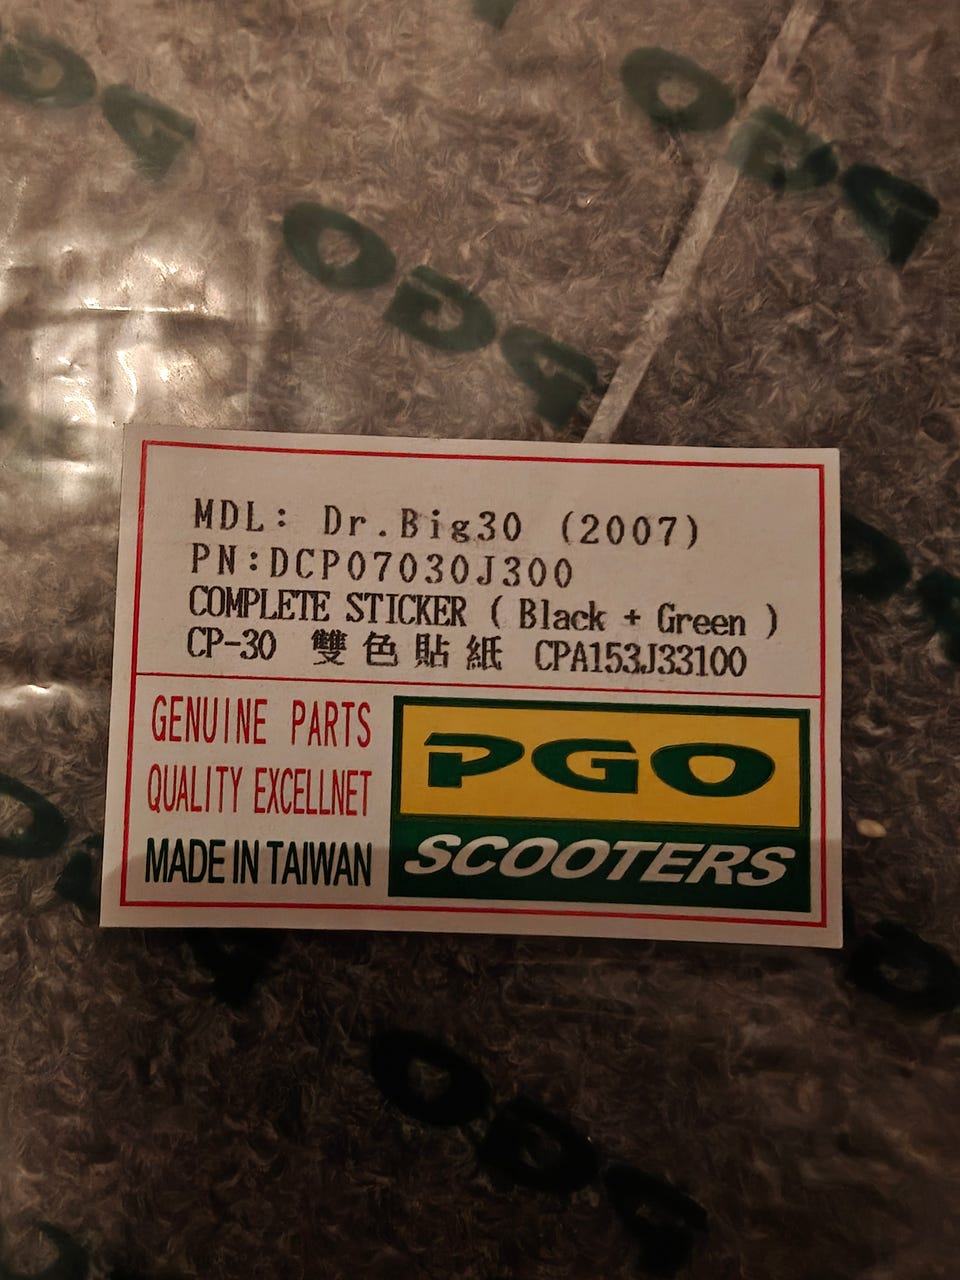 MDL: Dr.Big30 (2007)
PN:DCP07030J300
COMPLETE STICKER ( Black + Green )
CP-30 雙色貼紙 CPA153J33100
GENUINE PARTS
QUALITY EXCELLNET
MADE IN TAIWAN
PGO
SCOOTERS